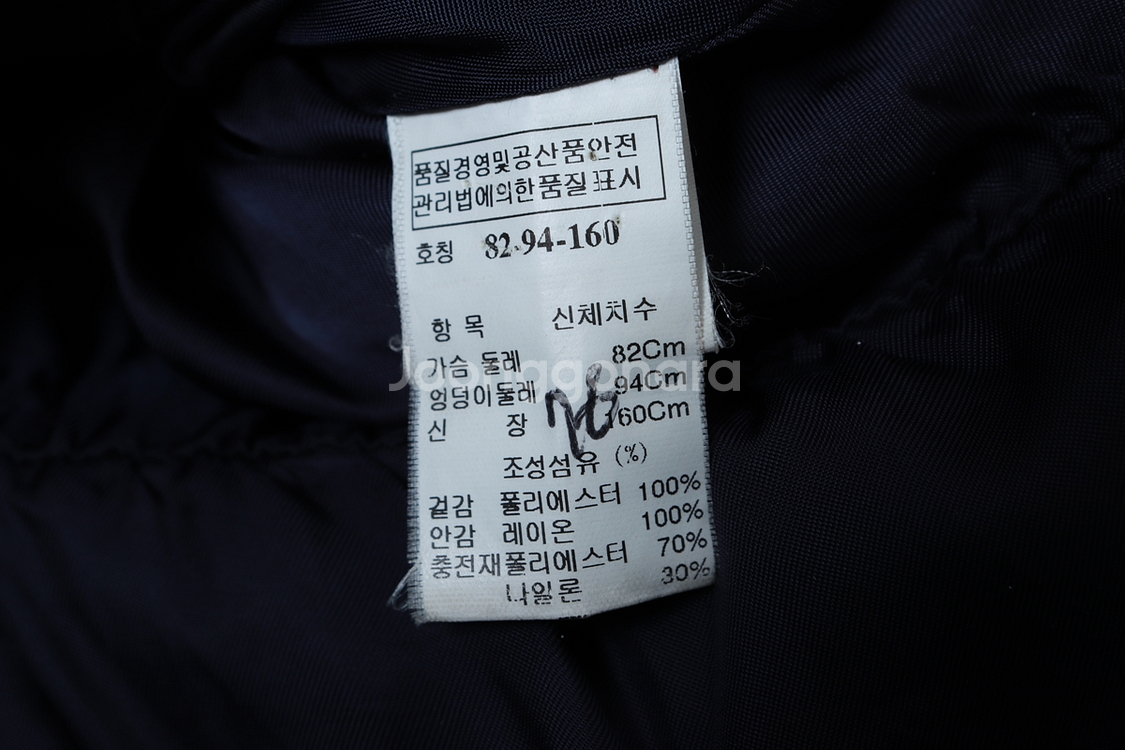 품질경영및공산품안전
관리법에의한품질표시
호칭 82-94-160
항 목 신체치수
가슴 둘레 82Cm
Joonggonara
엉덩이둘레 94Cm
신 장 160Cm
조성섬유 (%)
겉감 폴리에스터 100%
안감 레이온 100%
충전재폴리에스터 70%
나일론 30%